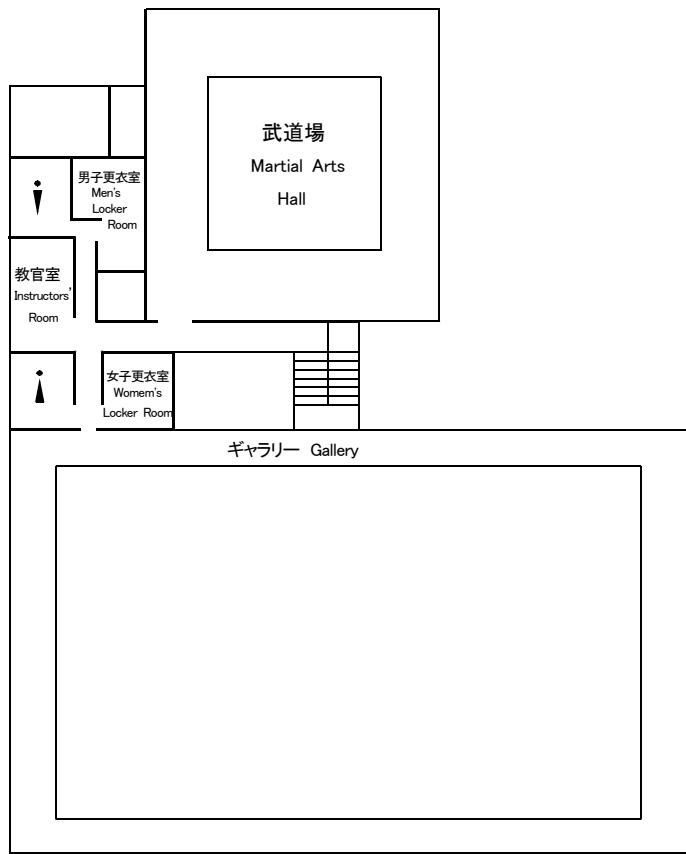 武道場
Martial Arts
Hall
男子更衣室
Men's
Locker
Room
教官室
Instructors'
Room
女子更衣室
Womem's
Locker Room
ギャラリー Gallery